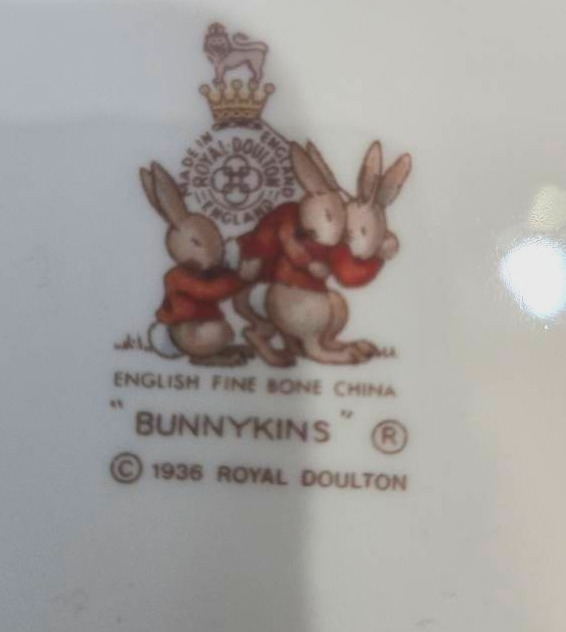 MADE IN ENGLAND
ROYAL·DOULTON
ENGLAND
ENGLISH FINE BONE CHINA
"BUNNYKINS" ®
© 1936 ROYAL DOULTON